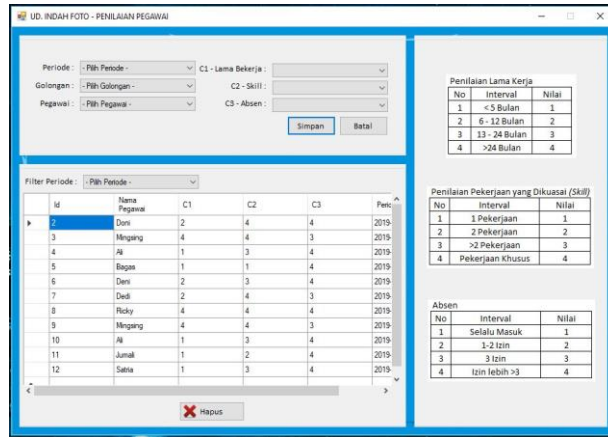 UD. INDAH FOTO - PENILAIAN PEGAWAI
Periode : - Pilih Periode -
C1 - Lama Bekerja :
Golongan : - Pilih Golongan -
C2 - Skill :
Pegawai : - Pilih Pegawai -
C3 - Absen :
Simpan Batal
Filter Periode : - Pilih Periode -
Id Nama Pegawai C1 C2 C3
2 Doni 2 4 4 2019-
3 Mingsing 4 4 3 2019-
4 Ali 1 3 4 2019-
5 Bagas 1 1 4 2019-
6 Deni 2 3 4 2019-
7 Dedi 2 4 3 2019-
8 Ricky 4 4 4 2019-
9 Mingsing 4 4 3 2019-
10 Ali 1 3 4 2019-
11 Jumali 1 2 4 2019-
12 Satria 1 3 4 2019-
Hapus
Penilaian Lama Kerja
No Interval Nilai
1 < 5 Bulan 1
2 6 - 12 Bulan 2
3 13 - 24 Bulan 3
4 >24 Bulan 4
Penilaian Pekerjaan yang Dikuasai (Skill)
No Interval Nilai
1 1 Pekerjaan 1
2 2 Pekerjaan 2
3 >2 Pekerjaan 3
4 Pekerjaan Khusus 4
Absen
No Interval Nilai
1 Selalu Masuk 1
2 1-2 Izin 2
3 3 Izin 3
4 Izin lebih >3 4